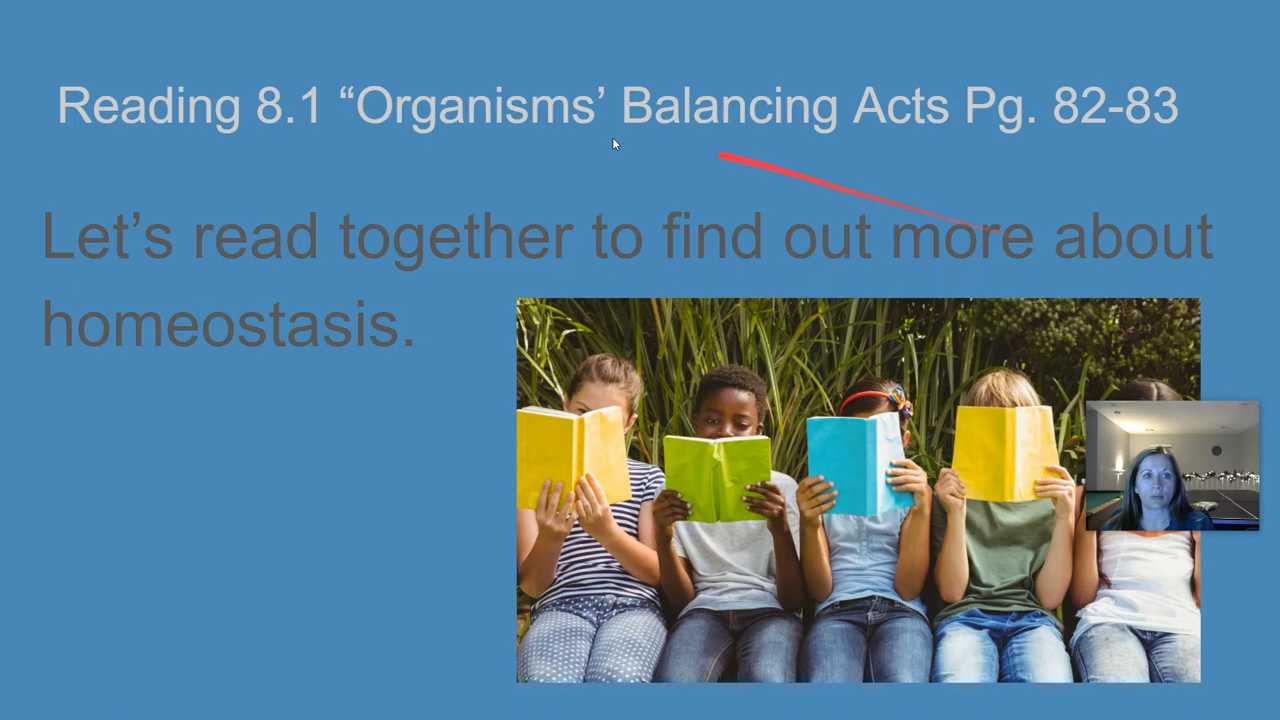 Reading 8.1 “Organisms’ Balancing Acts Pg. 82-83
Let’s read together to find out more about
homeostasis.